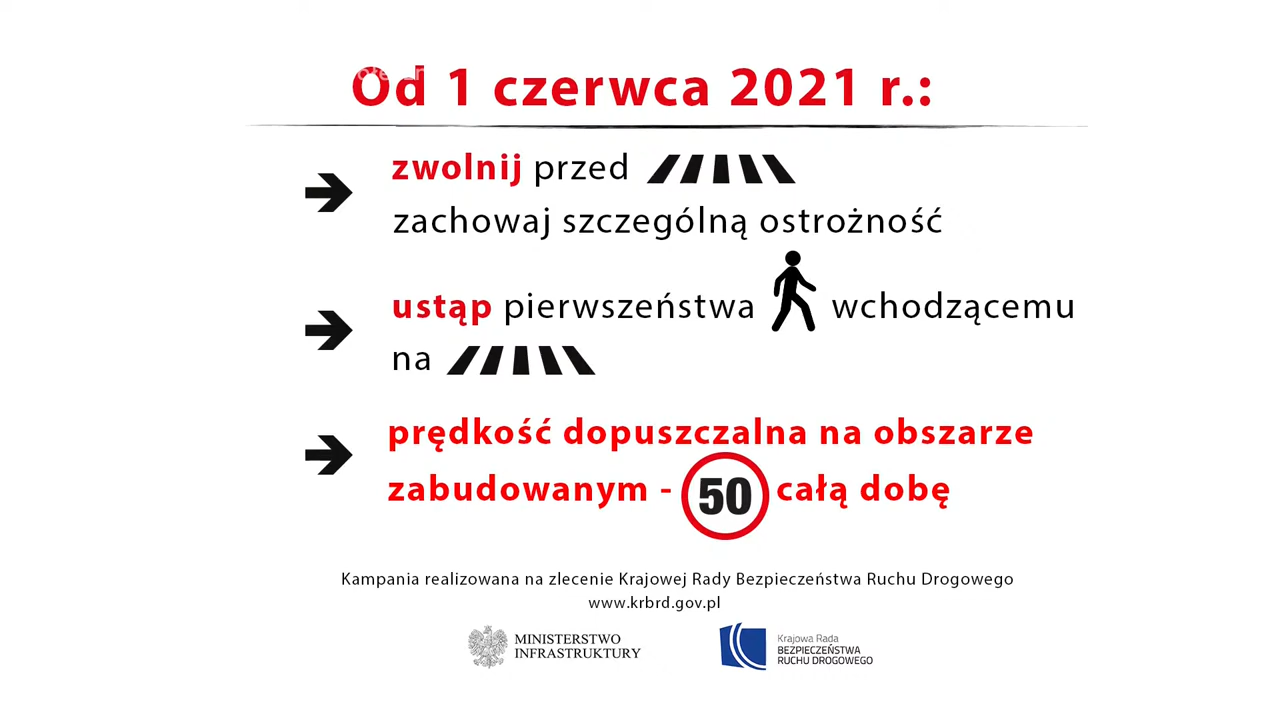 Od 1 czerwca 2021 r.:
zwolnij przed
zachowaj szczególną ostrożność
ustąp pierwszeństwa wchodzącemu
na
prędkość dopuszczalna na obszarze
zabudowanym - 50 całą dobę
Kampania realizowana na zlecenie Krajowej Rady Bezpieczeństwa Ruchu Drogowego
www.krbrd.gov.pl
MINISTERSTWO
INFRASTRUKTURY
Krajowa Rada
BEZPIECZEŃSTWA
RUCHU DROGOWEGO